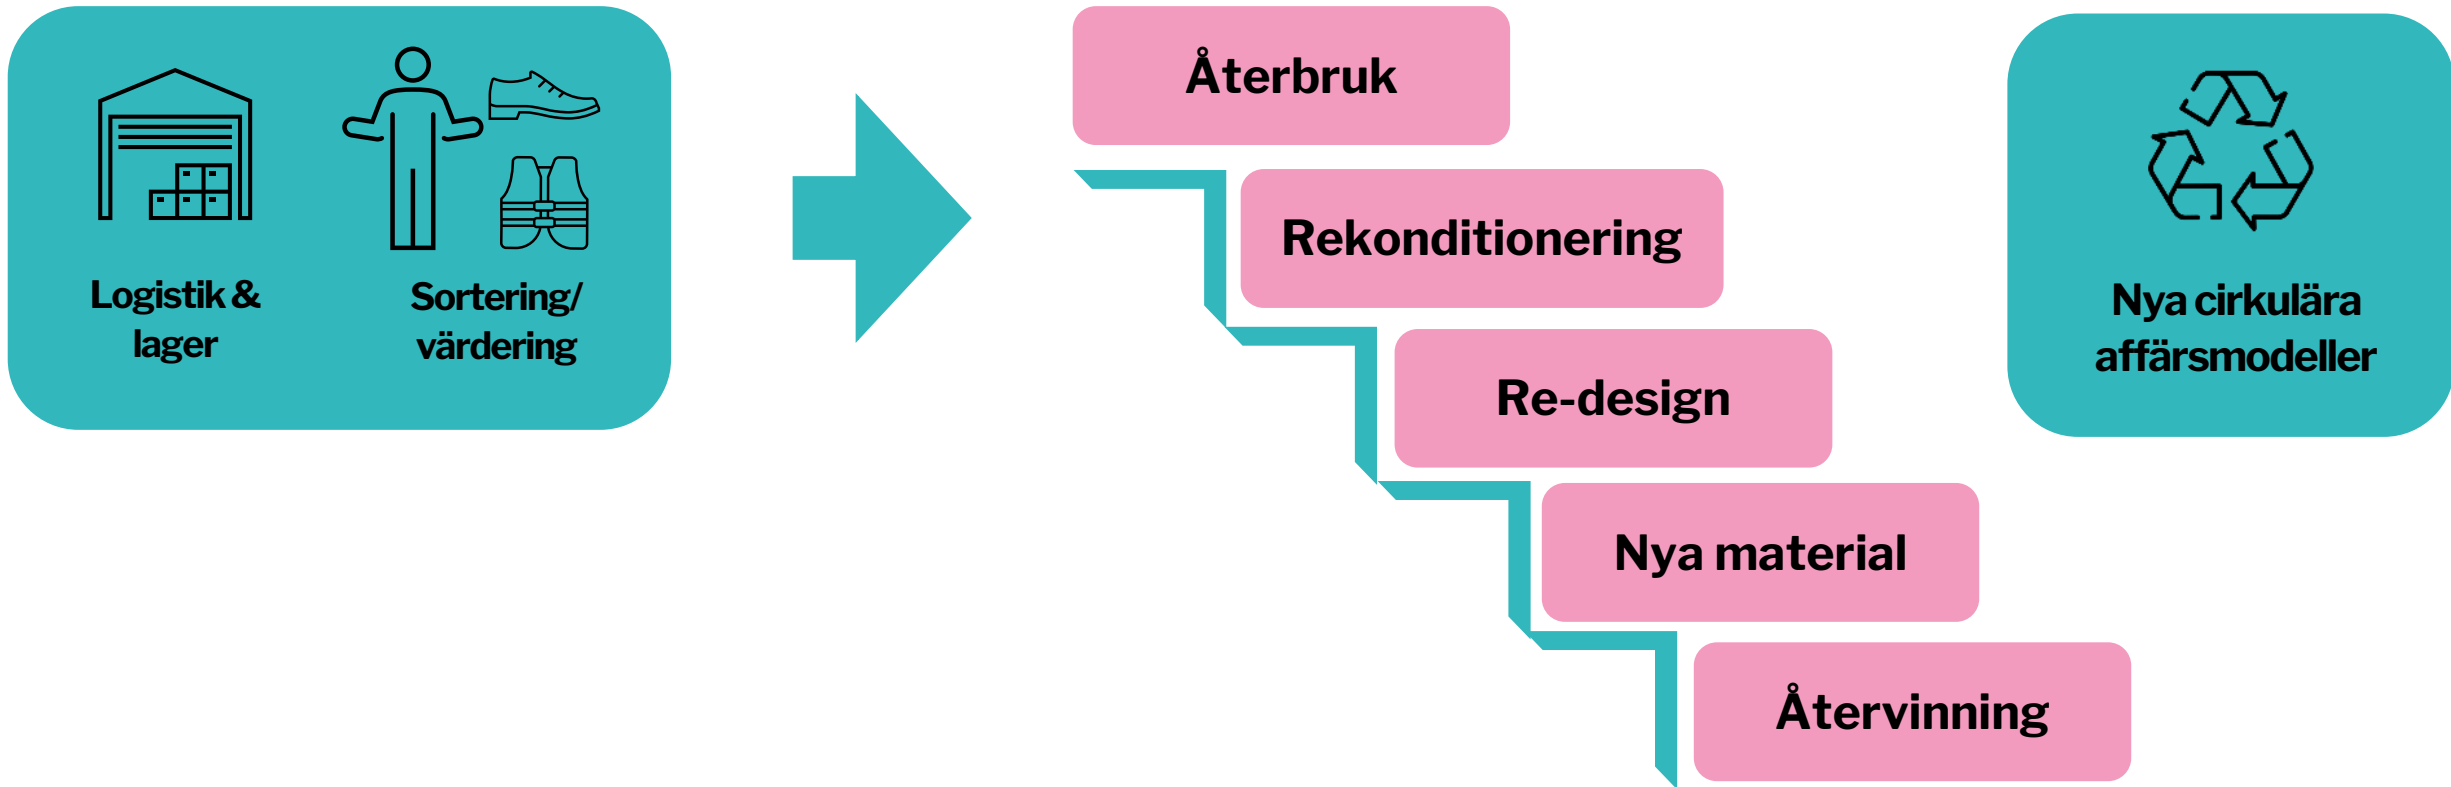 Logistik &
lager
Sortering/
värdering
Återbruk
Rekonditionering
Re-design
Nya material
Återvinning
Nya cirkulära
affärsmodeller